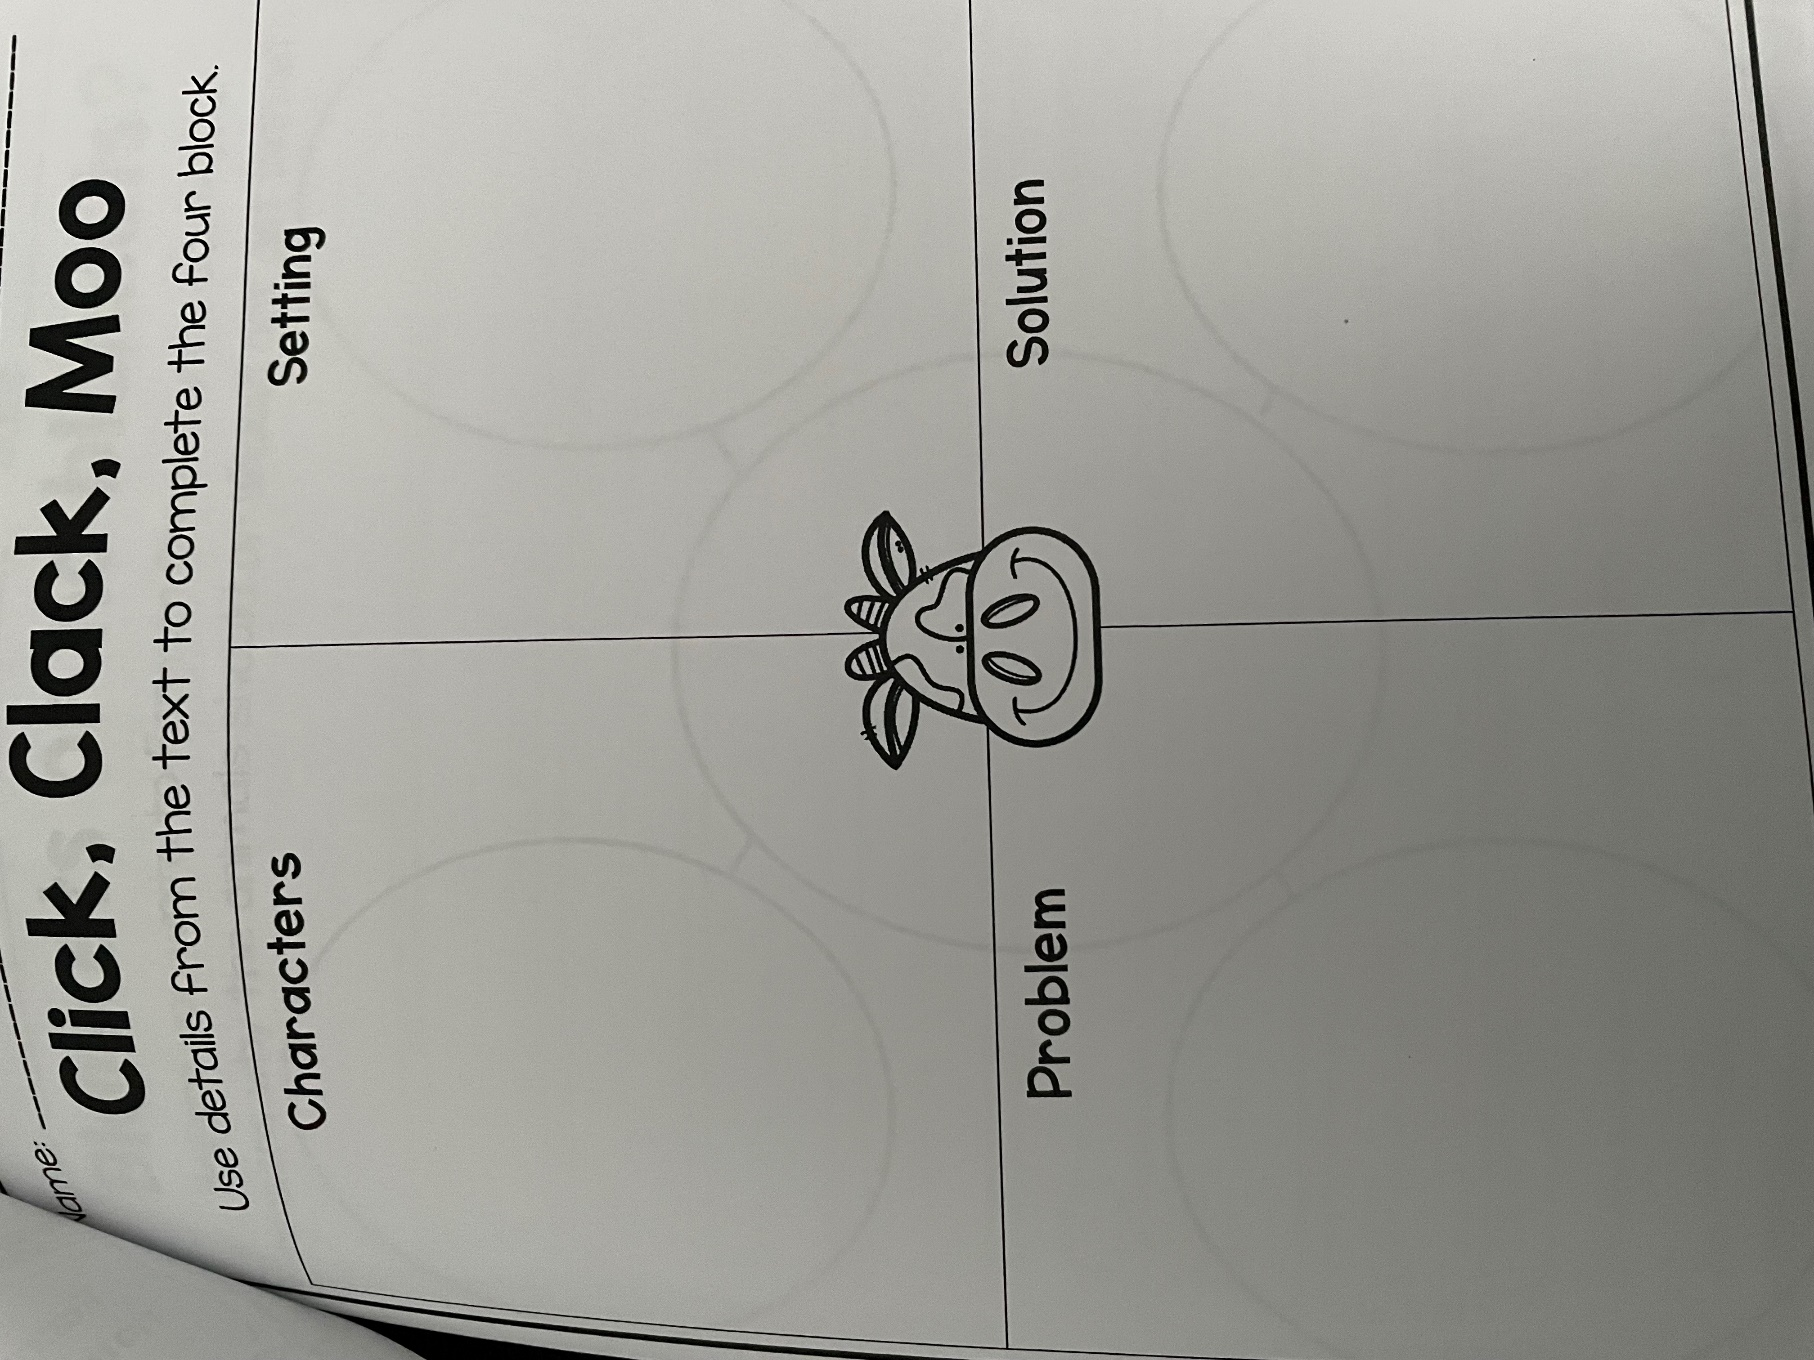 Name:
Click, Clack, Moo
Use details from the text to complete the four block.
Characters
Setting
Problem
Solution